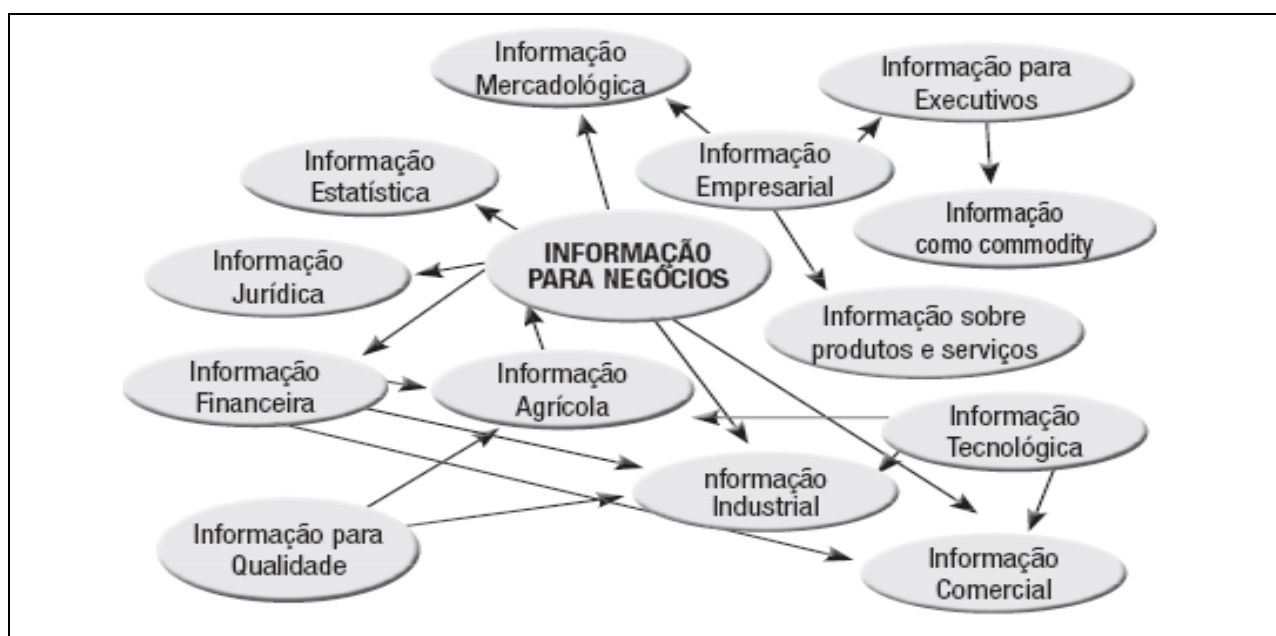 Informação
Mercadológica
Informação para
Executivos
Informação
Estatística
Informação
Empresarial
Informação
como commodity
INFORMAÇÃO
PARA NEGÓCIOS
Informação
Jurídica
Informação sobre
produtos e serviços
Informação
Financeira
Informação
Agrícola
Informação
Tecnológica
nformação
Industrial
Informação para
Qualidade
Informação
Comercial